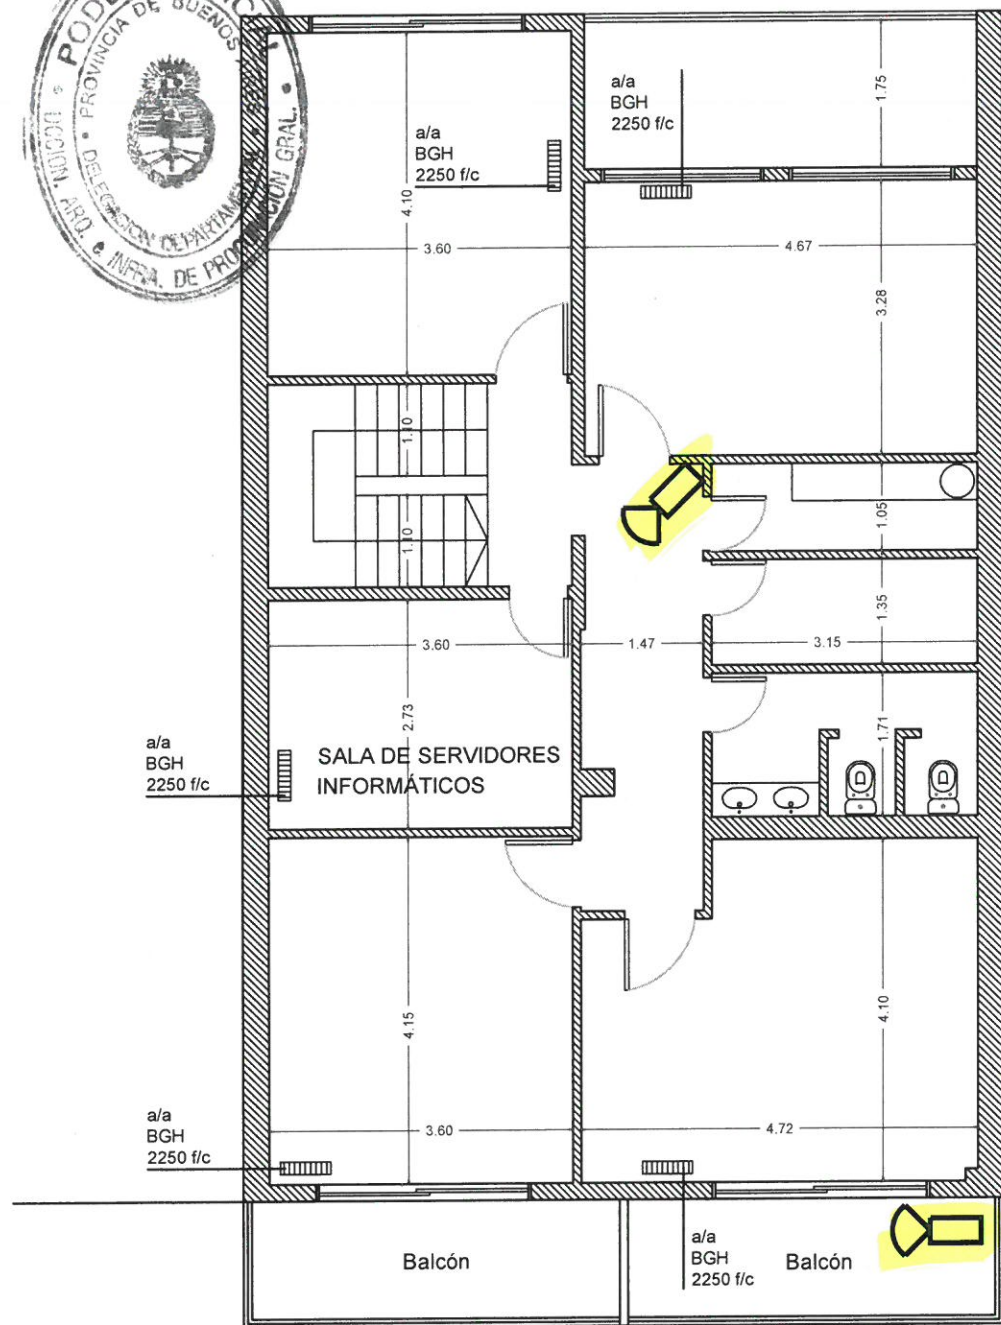 PROVINCIA DE BUENOS
DELEGACION DEPARTAMENTAL
ARQ. e INFRA. DE PROCURACION GRAL.
a/a
BGH
2250 f/c
a/a
BGH
2250 f/c
1.75
4.10
3.60
4.67
3.28
1.10
1.10
1.05
1.35
3.60
1.47
3.15
2.73
1.71
a/a
BGH
2250 f/c
SALA DE SERVIDORES
INFORMÁTICOS
4.15
4.10
3.60
4.72
a/a
BGH
2250 f/c
a/a
BGH
2250 f/c
Balcón
Balcón